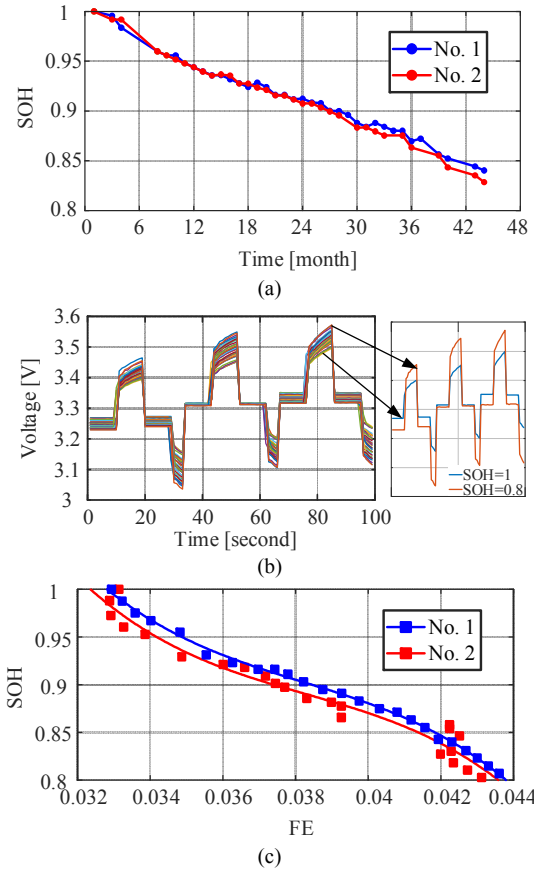 1
0.95
0.9
0.85
0.8
SOH
No. 1
No. 2
0 6 12 18 24 30 36 42 48
Time [month]
(a)
3.6
3.5
3.4
3.3
3.2
3.1
3
Voltage [V]
0 20 40 60 80 100
Time [second]
SOH=1
SOH=0.8
(b)
1
0.95
0.9
0.85
0.8
SOH
No. 1
No. 2
0.032 0.034 0.036 0.038 0.04 0.042 0.044
FE
(c)